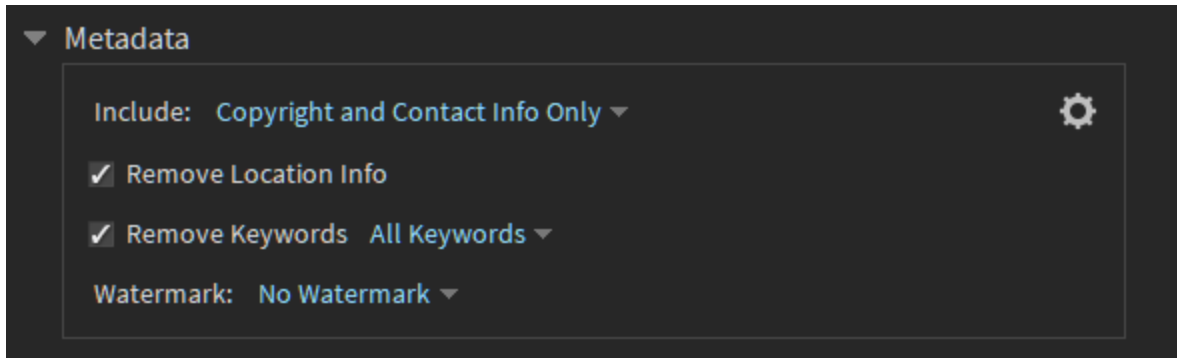 Metadata
Include: Copyright and Contact Info Only
Remove Location Info
Remove Keywords All Keywords
Watermark: No Watermark